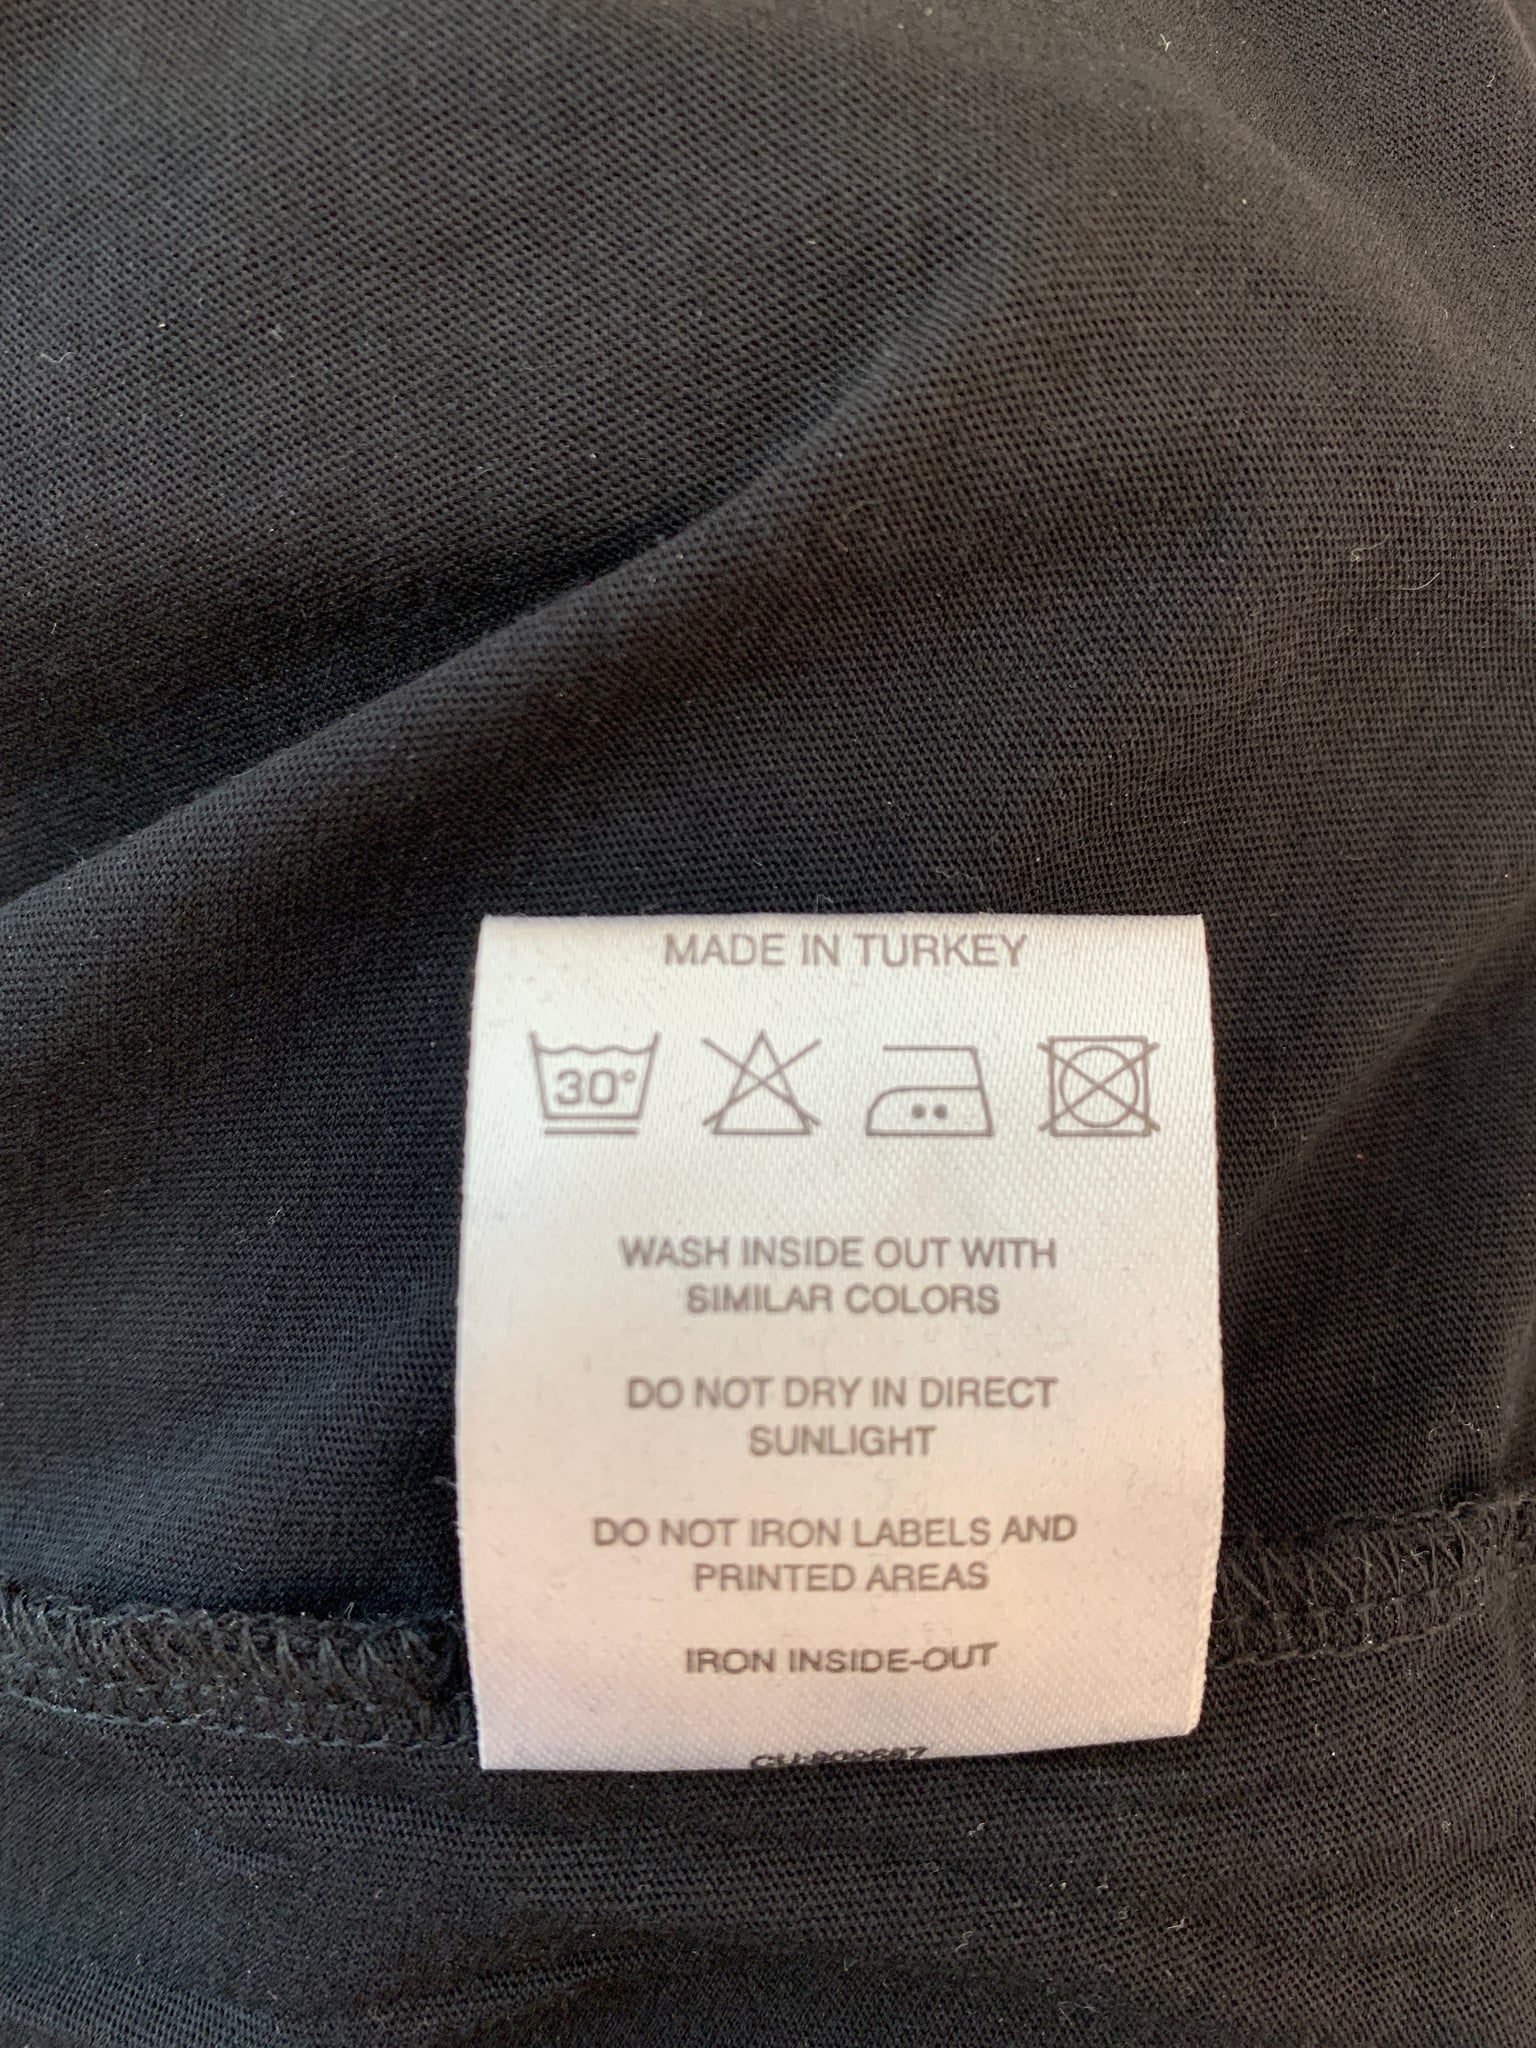 MADE IN TURKEY
30°
WASH INSIDE OUT WITH
SIMILAR COLORS
DO NOT DRY IN DIRECT
SUNLIGHT
DO NOT IRON LABELS AND
PRINTED AREAS
IRON INSIDE-OUT